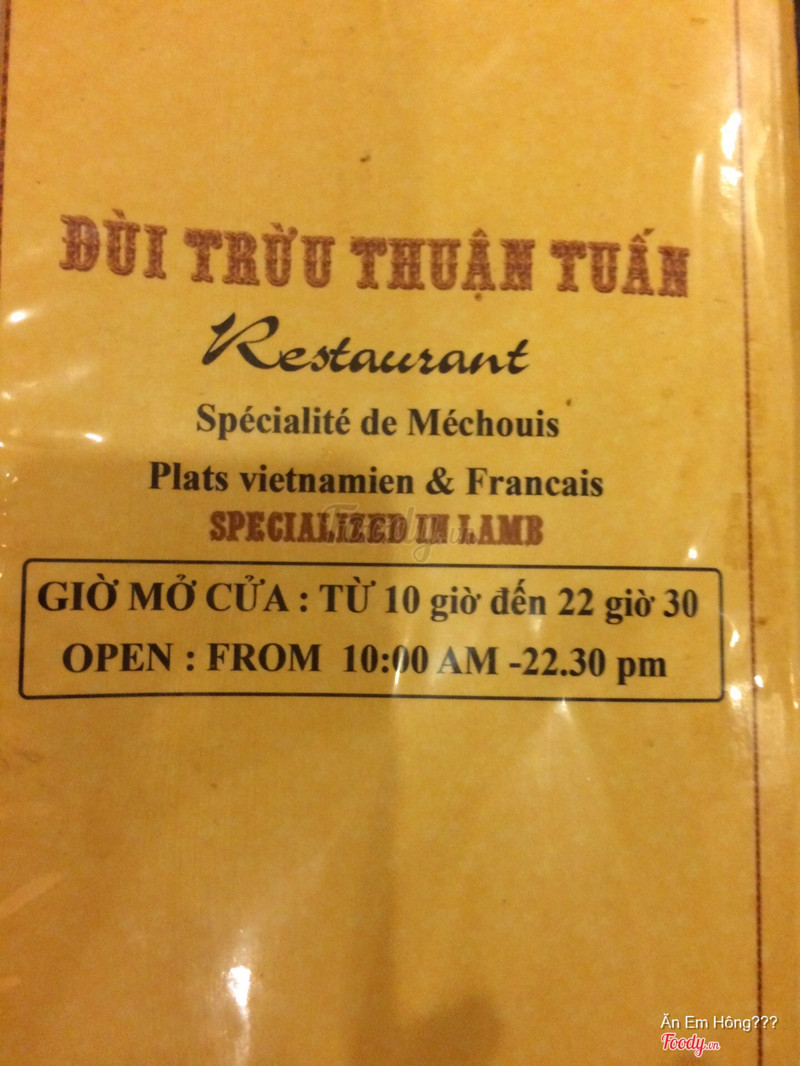 ĐÙI TRỪU THUẬN TUẤN
Restaurant
Spécialité de Méchouis
Plats vietnamien & Francais
SPECIALIZED IN LAMB
GIỜ MỞ CỬA : TỪ 10 giờ đến 22 giờ 30
OPEN : FROM 10:00 AM -22.30 pm
Ăn Em Hông???
Foody.vn